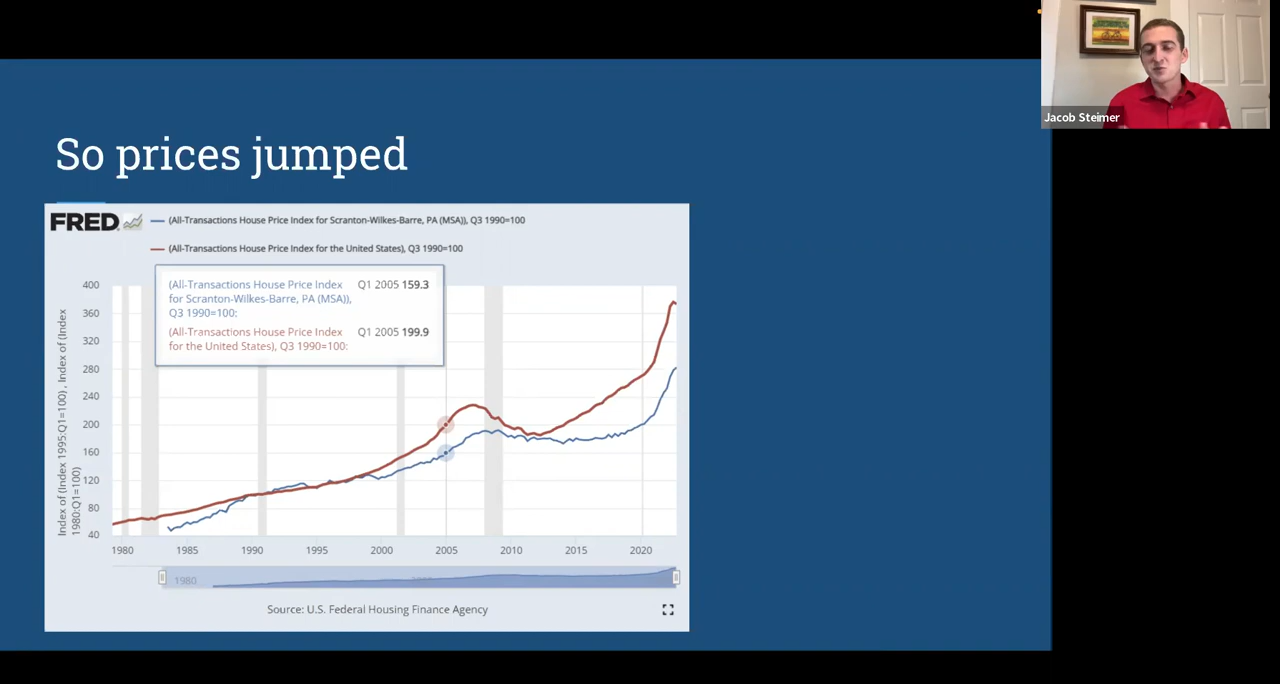 Jacob Steimer
So prices jumped
FRED
(All-Transactions House Price Index for Scranton-Wilkes-Barre, PA (MSA)), Q3 1990=100
(All-Transactions House Price Index for the United States), Q3 1990=100
(All-Transactions House Price Index Q1 2005 159.3
for Scranton-Wilkes-Barre, PA (MSA)),
Q3 1990=100:
(All-Transactions House Price Index Q1 2005 199.9
for the United States), Q3 1990=100:
Index of (Index 1995:Q1=100) , Index of (Index
1980:Q1=100)
400
360
320
280
240
200
160
120
80
40
1980 1985 1990 1995 2000 2005 2010 2015 2020
1980
Source: U.S. Federal Housing Finance Agency